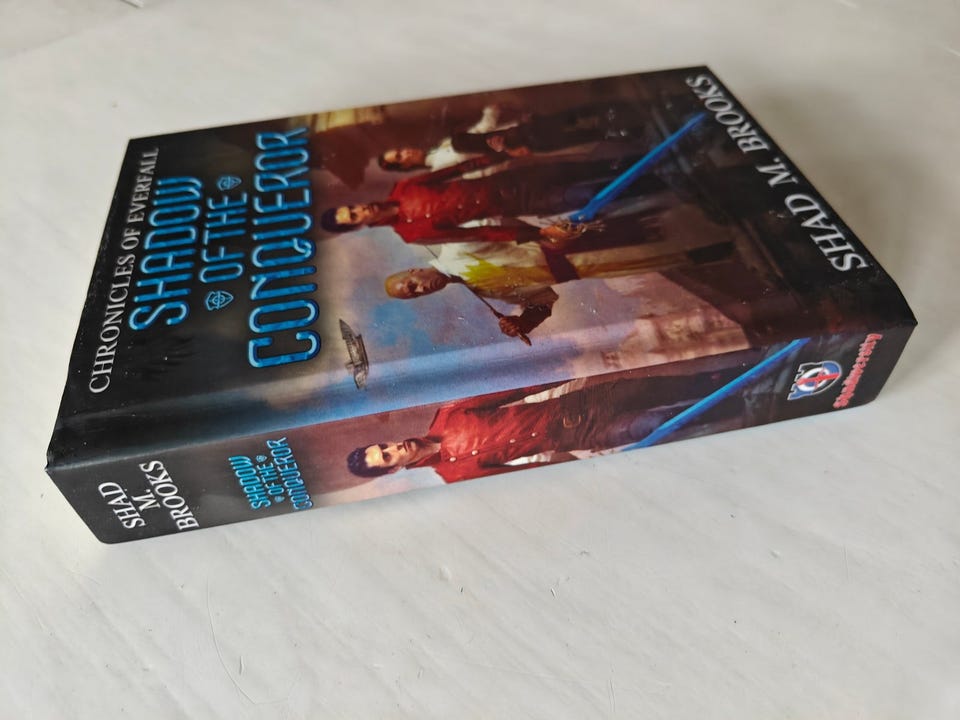 CHRONICLES OF EVERFALL
SHADOW
OF THE
CONQUEROR
SHAD M. BROOKS
SHAD
M.
BROOKS
SHADOW
OF THE
CONQUEROR